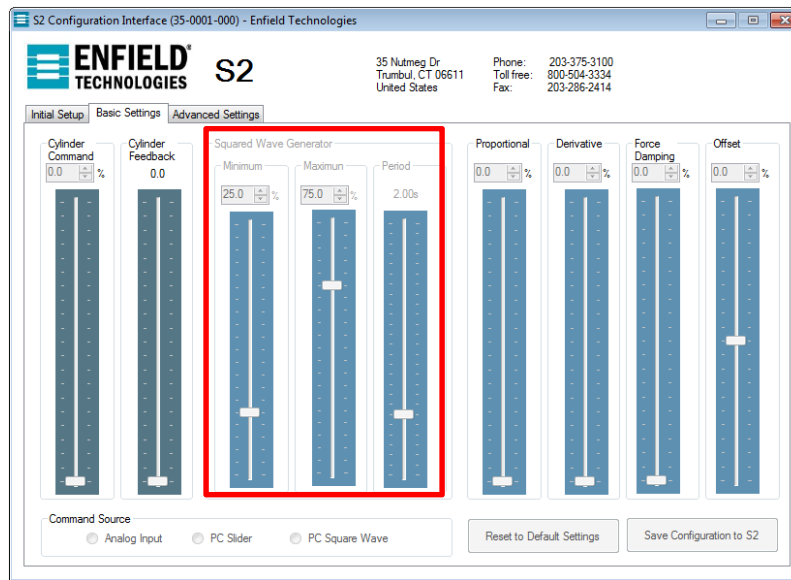 S2 Configuration Interface (35-0001-000) - Enfield Technologies
ENFIELD®
TECHNOLOGIES
S2
35 Nutmeg Dr
Trumbul, CT 06611
United States
Phone: 203-375-3100
Toll free: 800-504-3334
Fax: 203-286-2414
Initial Setup Basic Settings Advanced Settings
Cylinder Command
0.0 %
Cylinder Feedback
0.0
Squared Wave Generator
Minimum
25.0 %
Maximun
75.0 %
Period
2.00s
Proportional
0.0 %
Derivative
0.0 %
Force Damping
0.0 %
Offset
0.0 %
Command Source
Analog Input PC Slider PC Square Wave
Reset to Default Settings
Save Configuration to S2